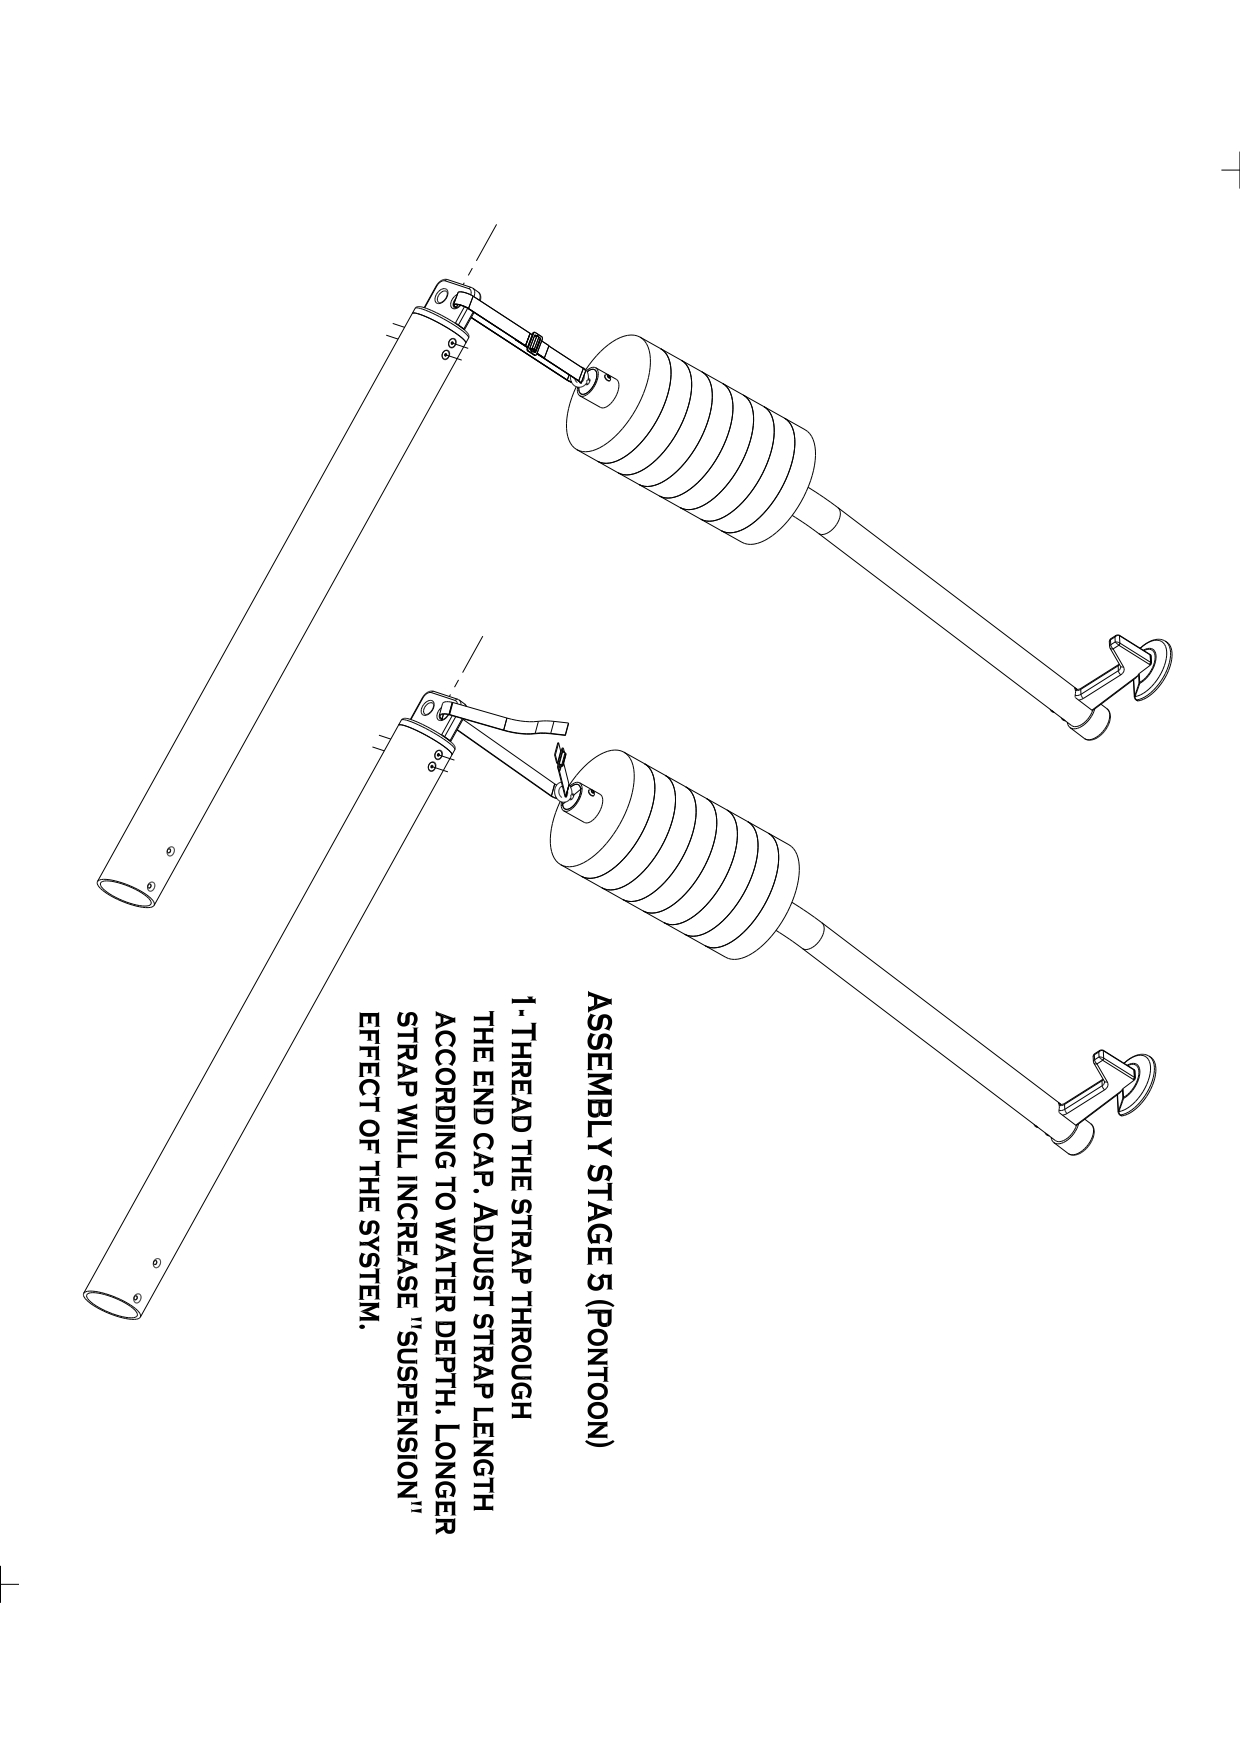 ASSEMBLY STAGE 5 (PONTOON)
1- THREAD THE STRAP THROUGH
THE END CAP. ADJUST STRAP LENGTH
ACCORDING TO WATER DEPTH. LONGER
STRAP WILL INCREASE "SUSPENSION"
EFFECT OF THE SYSTEM.